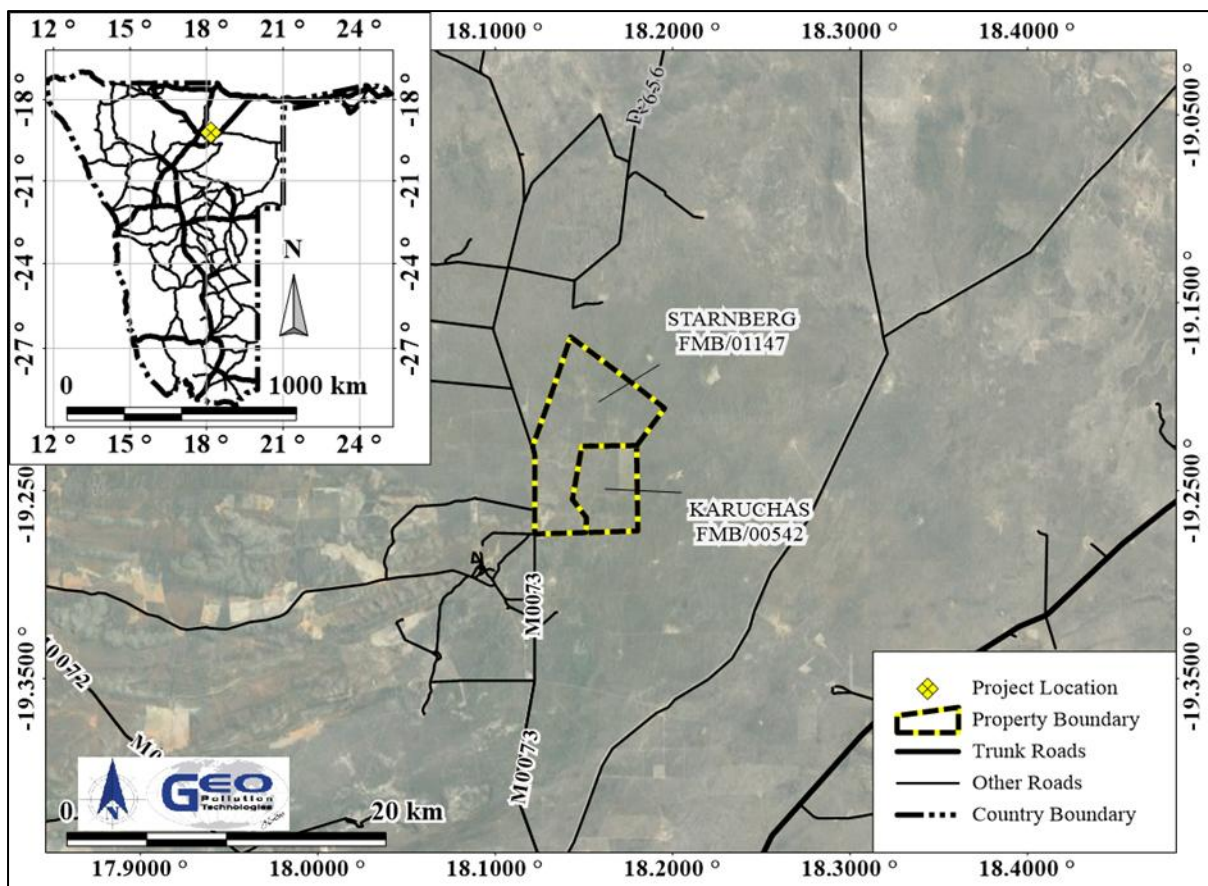 12 °
15 °
18 °
21 °
24 °
18.1000 °
18.2000 °
18.3000 °
18.4000 °
-18 °
-21 °
-24 °
-27 °
-18 °
-21 °
-24 °
-27 °
N
0
1000 km
12 °
15 °
18 °
21 °
24 °
-19.0500 °
-19.1500 °
-19.2500 °
-19.3500 °
-19.2500 °
-19.3500 °
STARNBERG
FMB/01147
KARUCHAS
FMB/00542
M0073
M0073
Project Location
Property Boundary
Trunk Roads
Other Roads
Country Boundary
N
GEO
Pollution
Technologies
0
20 km
17.9000 °
18.0000 °
18.1000 °
18.2000 °
18.3000 °
18.4000 °